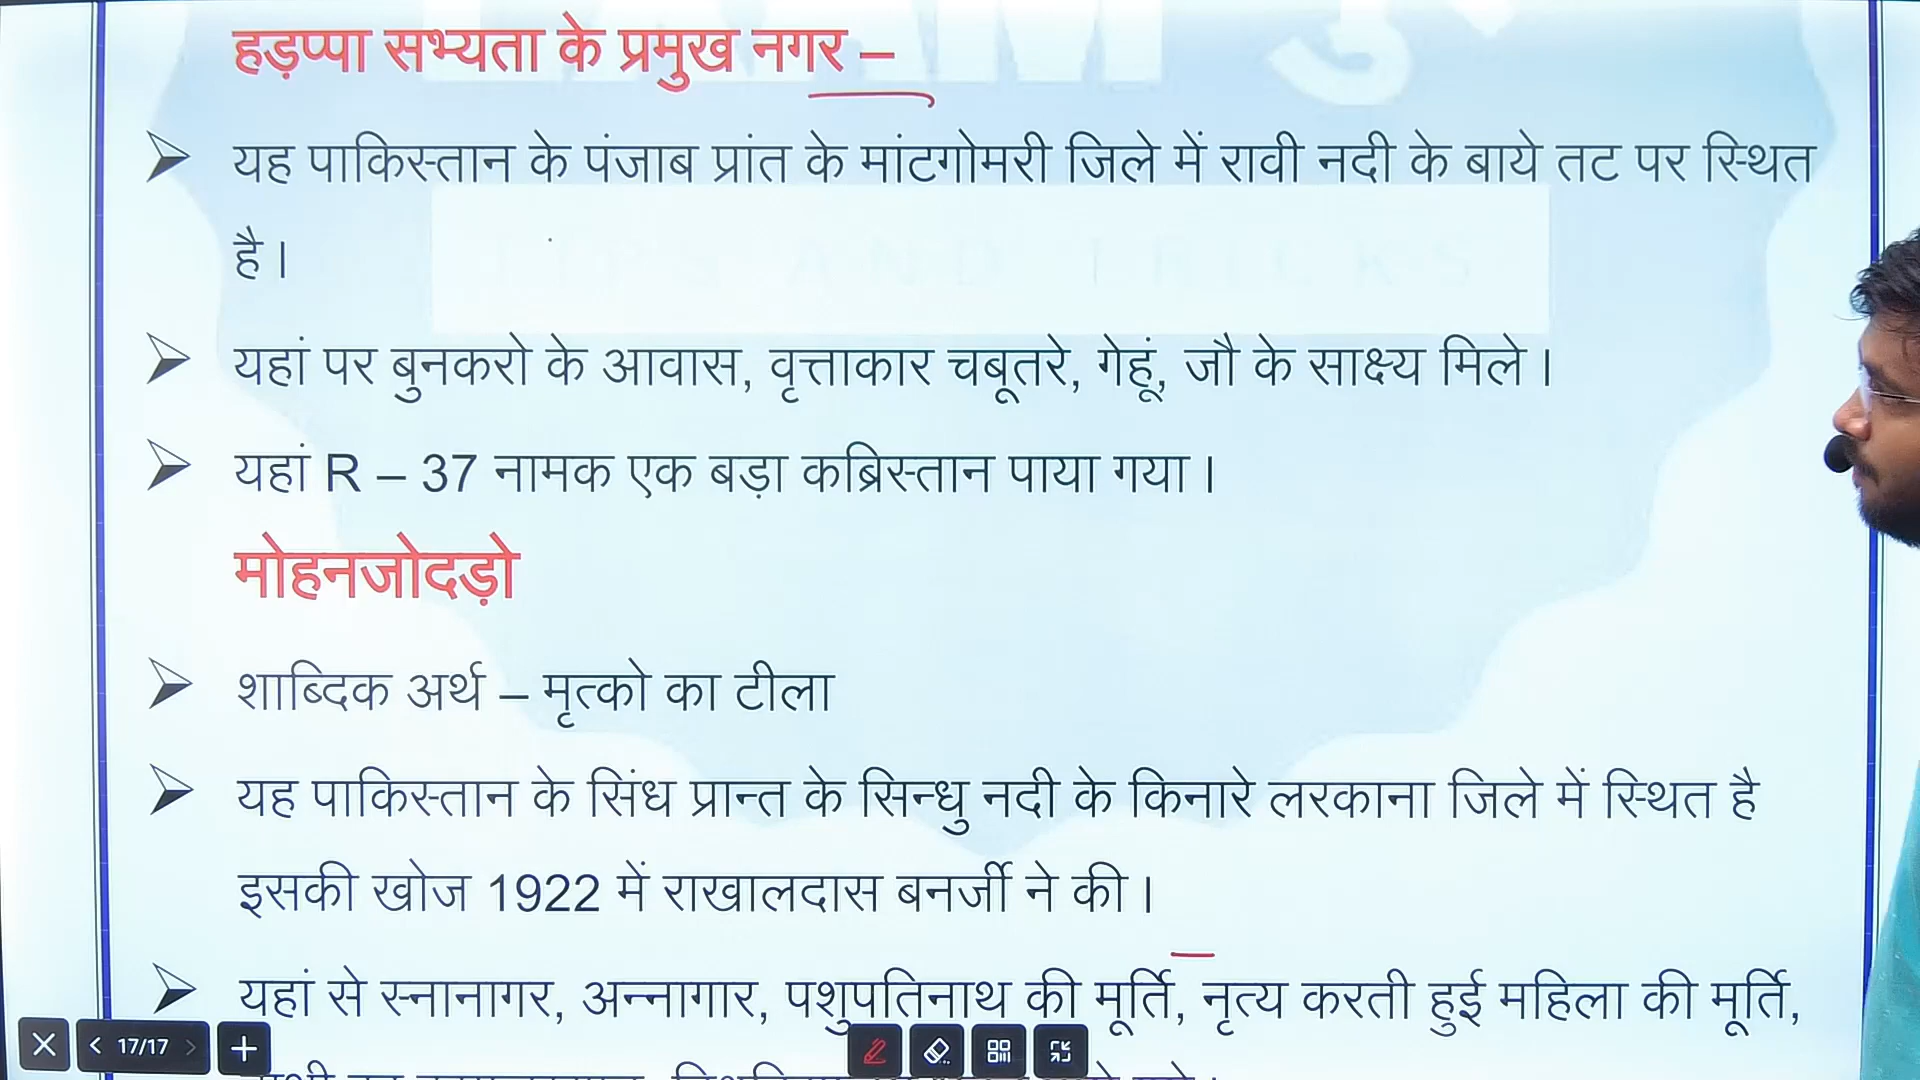 हड़प्पा सभ्यता के प्रमुख नगर –
➢ यह पाकिस्तान के पंजाब प्रांत के मांटगोमरी जिले में रावी नदी के बाये तट पर स्थित
है।
➢ यहां पर बुनकरो के आवास, वृत्ताकार चबूतरे, गेहूं, जौ के साक्ष्य मिले।
➢ यहां R – 37 नामक एक बड़ा कब्रिस्तान पाया गया।
मोहनजोदड़ो
➢ शाब्दिक अर्थ – मृत्को का टीला
➢ यह पाकिस्तान के सिंध प्रान्त के सिन्धु नदी के किनारे लरकाना जिले में स्थित है
इसकी खोज 1922 में राखालदास बनर्जी ने की।
➢ यहां से स्नानागर, अन्नागार, पशुपतिनाथ की मूर्ति, नृत्य करती हुई महिला की मूर्ति,
17/17